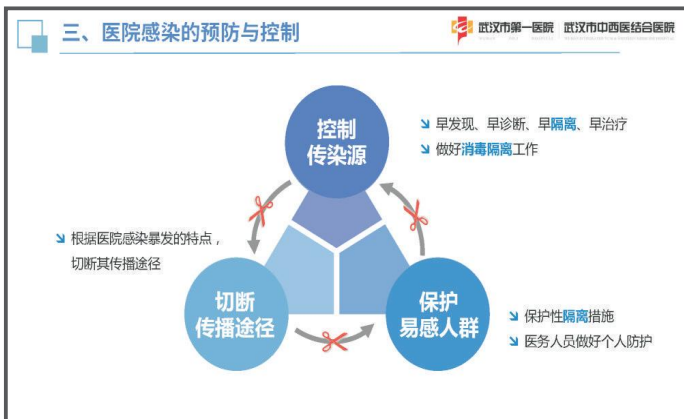 三、医院感染的预防与控制
武汉市第一医院 武汉市中西医结合医院
控制
传染源
早发现、早诊断、早隔离、早治疗
做好消毒隔离工作
根据医院感染暴发的特点，
切断其传播途径
切断
传播途径
保护
易感人群
保护性隔离措施
医务人员做好个人防护